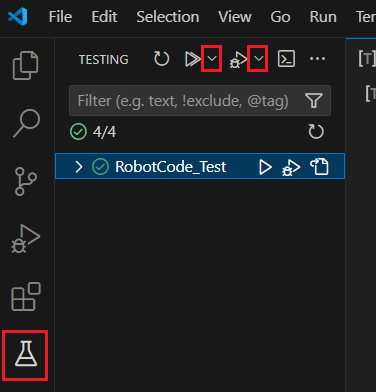 File Edit Selection View Go Run Ter
TESTING
[T]
Filter (e.g. text, !exclude, @tag)
[T
4/4
RobotCode_Test